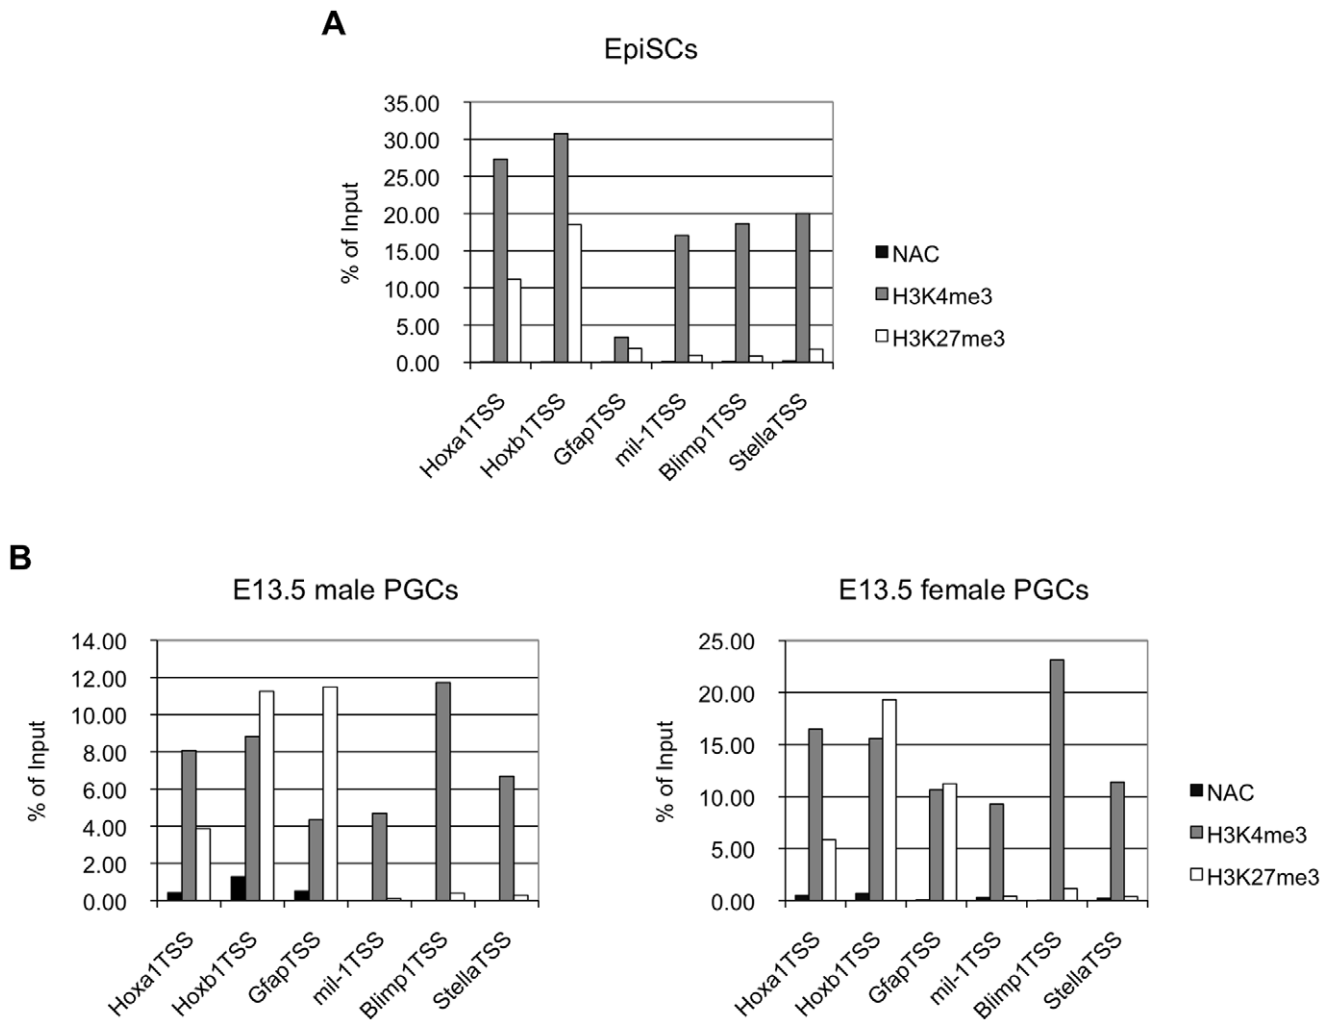 A
EpiSCs
35.00
30.00
25.00
20.00
15.00
10.00
5.00
0.00
% of Input
Hoxa1TSS
Hoxb1TSS
GfapTSS
mil-1TSS
Blimp1TSS
StellaTSS
NAC
H3K4me3
H3K27me3
B
E13.5 male PGCs
14.00
12.00
10.00
8.00
6.00
4.00
2.00
0.00
% of Input
Hoxa1TSS
Hoxb1TSS
GfapTSS
mil-1TSS
Blimp1TSS
StellaTSS
E13.5 female PGCs
25.00
20.00
15.00
10.00
5.00
0.00
% of Input
Hoxa1TSS
Hoxb1TSS
GfapTSS
mil-1TSS
Blimp1TSS
StellaTSS
NAC
H3K4me3
H3K27me3